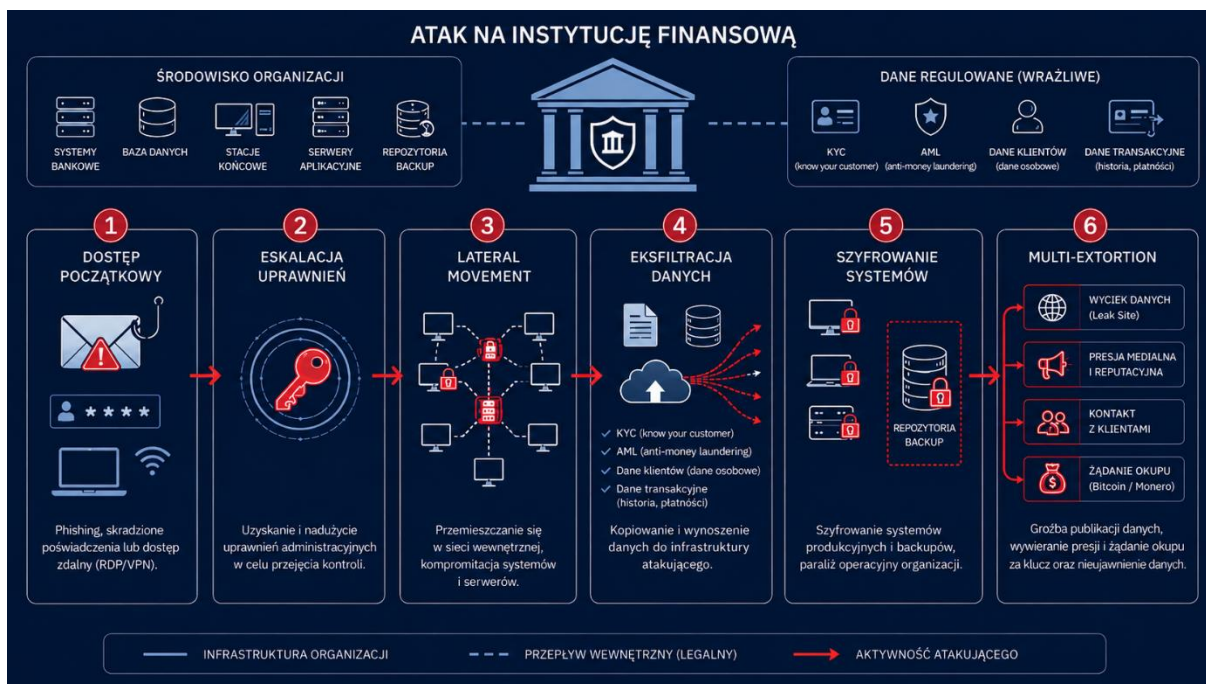 ATAK NA INSTYTUCJĘ FINANSOWĄ
ŚRODOWISKO ORGANIZACJI
SYSTEMY
BANKOWE
BAZA DANYCH
STACJE
KOŃCOWE
SERWERY
APLIKACYJNE
REPOZYTORIA
BACKUP
DANE REGULOWANE (WRAŻLIWE)
KYC
(know your customer)
AML
(anti-money laundering)
DANE KLIENTÓW
(dane osobowe)
DANE TRANSAKCYJNE
(historia, płatności)
1
DOSTĘP
POCZĄTKOWY
****
Phishing, skradzione
poświadczenia lub dostęp
zdalny (RDP/VPN).
2
ESKALACJA
UPRAWNIEŃ
Uzyskanie i nadużycie
uprawnień administracyjnych
w celu przejęcia kontroli.
3
LATERAL
MOVEMENT
Przemieszczanie się
w sieci wewnętrznej,
kompromitacja systemów
i serwerów.
4
EKSFILTRACJA
DANYCH
✓ KYC (know your customer)
✓ AML (anti-money laundering)
✓ Dane klientów (dane osobowe)
✓ Dane transakcyjne
(historia, płatności)
Kopiowanie i wynoszenie
danych do infrastruktury
atakującego.
5
SZYFROWANIE
SYSTEMÓW
REPOZYTORIA
BACKUP
Szyfrowanie systemów
produkcyjnych i backupów,
paraliż operacyjny organizacji.
6
MULTI-EXTORTION
WYCIEK DANYCH
(Leak Site)
PRESJA MEDIALNA
I REPUTACYJNA
KONTAKT
Z KLIENTAMI
$
ŻĄDANIE OKUPU
(Bitcoin / Monero)
Groźba publikacji danych,
wywieranie presji i żądanie okupu
za klucz oraz nieujawnienie danych.
INFRASTRUKTURA ORGANIZACJI
PRZEPŁYW WEWNĘTRZNY (LEGALNY)
AKTYWNOŚĆ ATAKUJĄCEGO